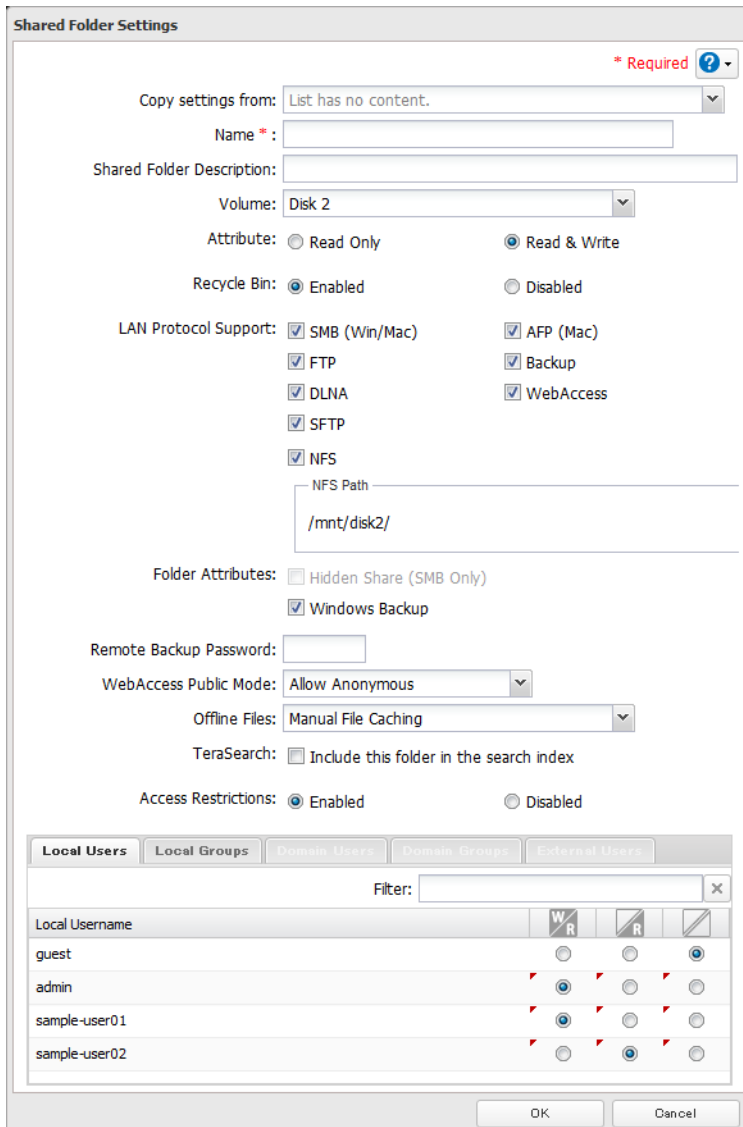 Shared Folder Settings
* Required ?
Copy settings from: List has no content.
Name * :
Shared Folder Description:
Volume: Disk 2
Attribute: Read Only Read & Write
Recycle Bin: Enabled Disabled
LAN Protocol Support: SMB (Win/Mac) AFP (Mac)
FTP Backup
DLNA WebAccess
SFTP
NFS
NFS Path
/mnt/disk2/
Folder Attributes: Hidden Share (SMB Only)
Windows Backup
Remote Backup Password:
WebAccess Public Mode: Allow Anonymous
Offline Files: Manual File Caching
TeraSearch: Include this folder in the search index
Access Restrictions: Enabled Disabled
Local Users Local Groups Domain Users Domain Groups External Users
Filter:
Local Username W/R /R
guest
admin
sample-user01
sample-user02
OK Cancel